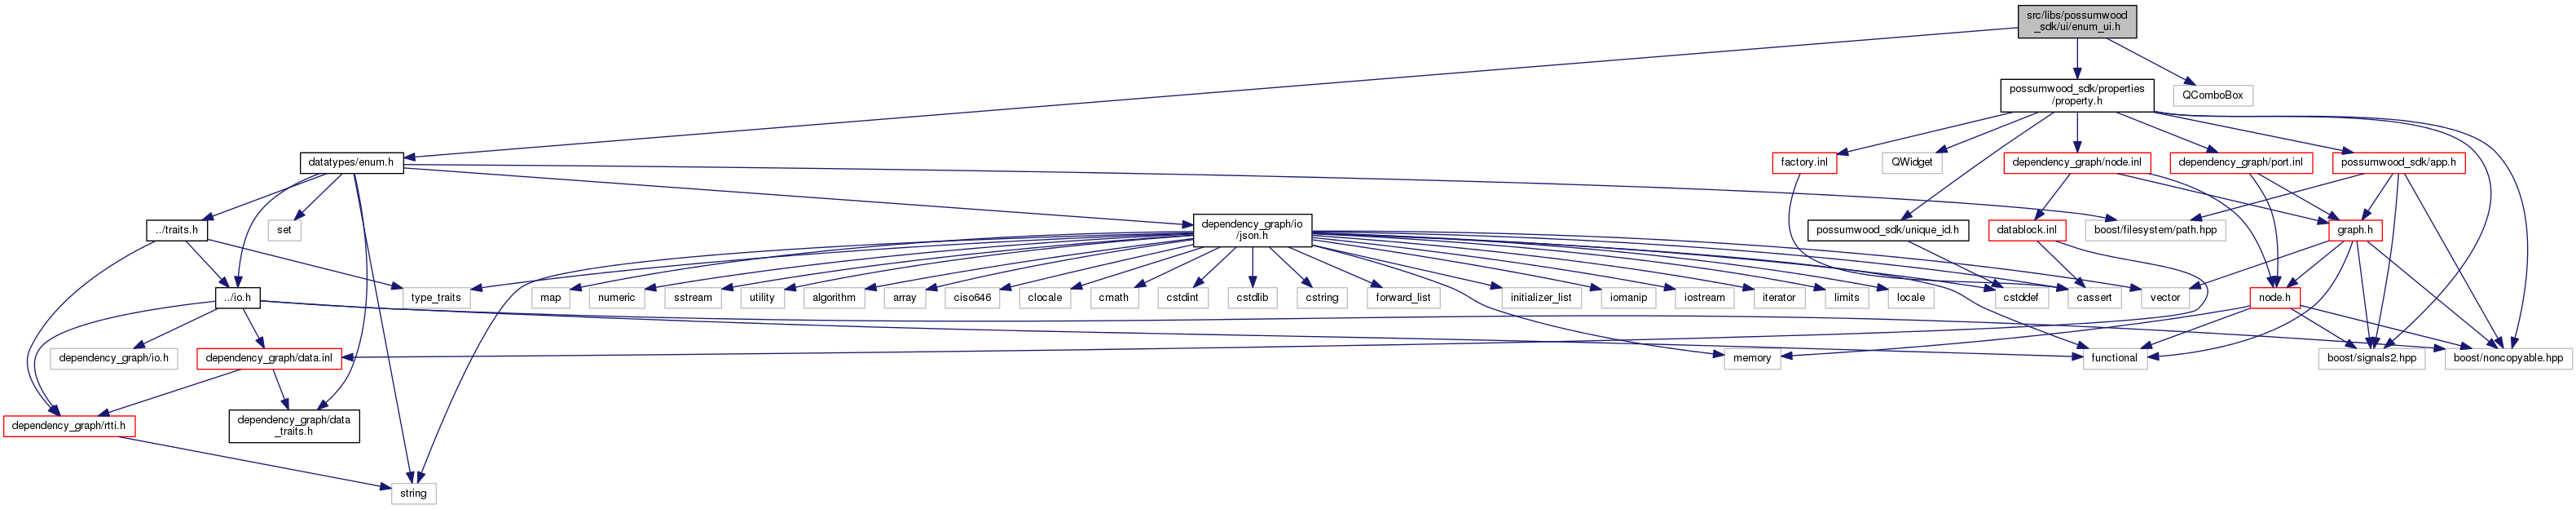 src/libs/possumwood
_sdk/ui/enum_ui.h
possumwood_sdk/properties
/property.h
QComboBox
datatypes/enum.h
factory.inl
QWidget
dependency_graph/node.inl
dependency_graph/port.inl
possumwood_sdk/app.h
../traits.h
set
dependency_graph/io
/json.h
possumwood_sdk/unique_id.h
datablock.inl
boost/filesystem/path.hpp
graph.h
../io.h
type_traits
map
numeric
sstream
utility
algorithm
array
ciso646
clocale
cmath
cstdint
cstdlib
cstring
forward_list
initializer_list
iomanip
iostream
iterator
limits
locale
cstddef
cassert
vector
node.h
dependency_graph/io.h
dependency_graph/data.inl
memory
functional
boost/signals2.hpp
boost/noncopyable.hpp
dependency_graph/rtti.h
dependency_graph/data
_traits.h
string